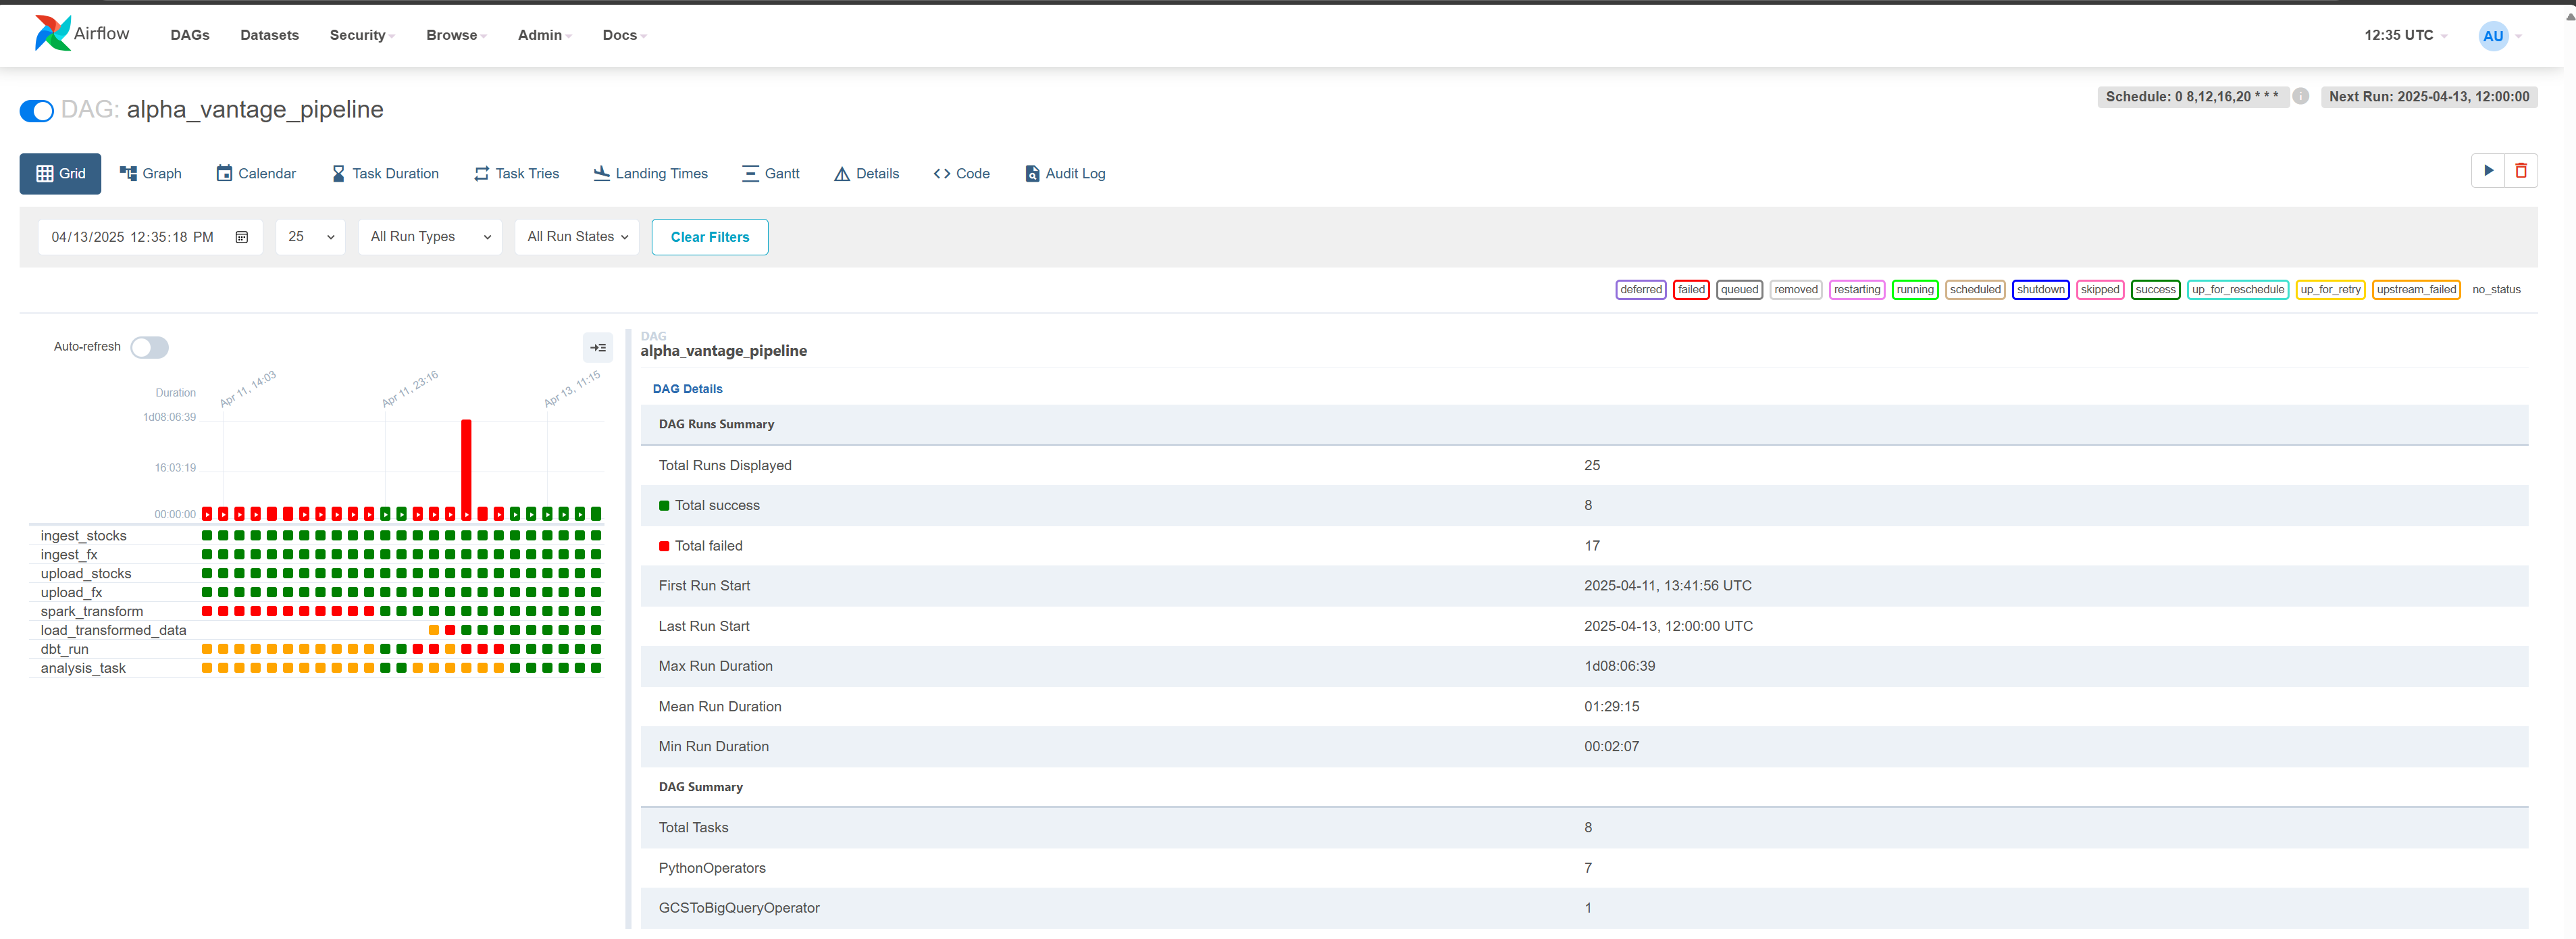 Airflow DAGs Datasets Security Browse Admin Docs 12:35 UTC AU
DAG: alpha_vantage_pipeline Schedule: 0 8,12,16,20 * * * Next Run: 2025-04-13, 12:00:00
Grid Graph Calendar Task Duration Task Tries Landing Times Gantt Details Code Audit Log
04/13/2025 12:35:18 PM 25 All Run Types All Run States Clear Filters
deferred failed queued removed restarting running scheduled shutdown skipped success up_for_reschedule up_for_retry upstream_failed no_status
Auto-refresh
Apr 11, 14:03 Apr 11, 23:16 Apr 13, 11:15
Duration
1d08:06:39
16:03:19
00:00:00
ingest_stocks
ingest_fx
upload_stocks
upload_fx
spark_transform
load_transformed_data
dbt_run
analysis_task
DAG
alpha_vantage_pipeline
DAG Details
DAG Runs Summary
Total Runs Displayed 25
Total success 8
Total failed 17
First Run Start 2025-04-11, 13:41:56 UTC
Last Run Start 2025-04-13, 12:00:00 UTC
Max Run Duration 1d08:06:39
Mean Run Duration 01:29:15
Min Run Duration 00:02:07
DAG Summary
Total Tasks 8
PythonOperators 7
GCSToBigQueryOperator 1